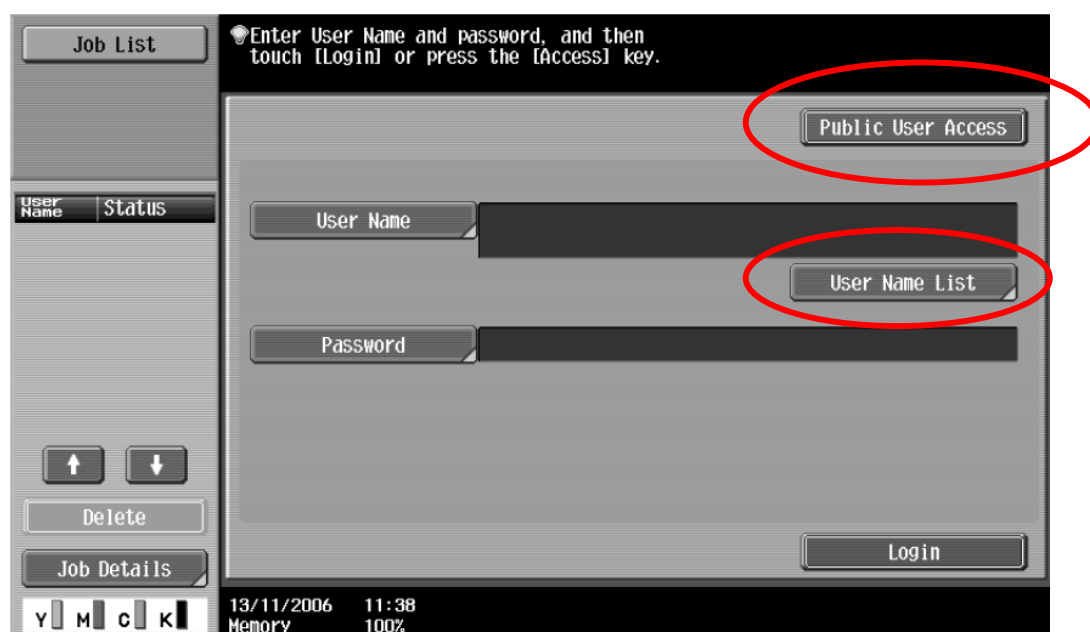 Job List
Enter User Name and password, and then
touch [Login] or press the [Access] key.
Public User Access
User Name
Status
User Name
User Name List
Password
Delete
Job Details
Login
Y M C K
13/11/2006 11:38
Memory 100%